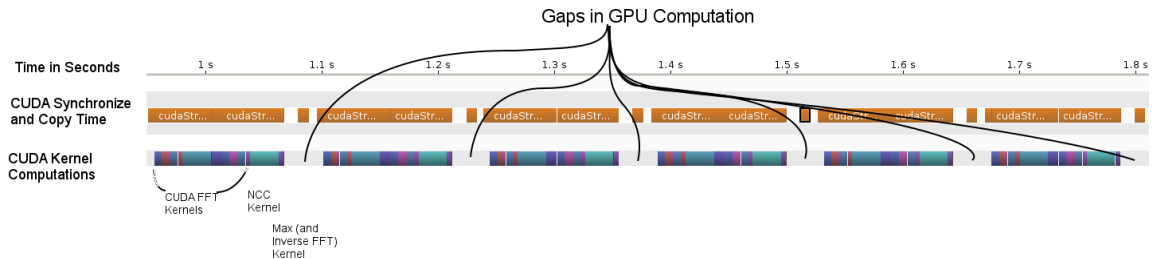 Gaps in GPU Computation
Time in Seconds
1 s
1.1 s
1.2 s
1.3 s
1.4 s
1.5 s
1.6 s
1.7 s
1.8 s
CUDA Synchronize
and Copy Time
cudaStr...
cudaStr...
cudaStr...
cudaStr...
cudaStr...
cudaStr...
cudaStr...
cudaStr...
cudaStr...
cudaStr...
cudaStr...
cudaStr...
CUDA Kernel
Computations
CUDA FFT
Kernels
NCC
Kernel
Max (and
Inverse FFT)
Kernel